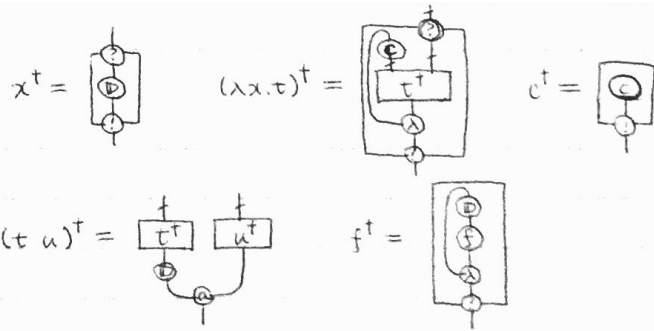 x† = ? D !
(λx.t)† = ? C t† λ !
c† = C !
(t u)† = t† u† D @
f† = D f λ !